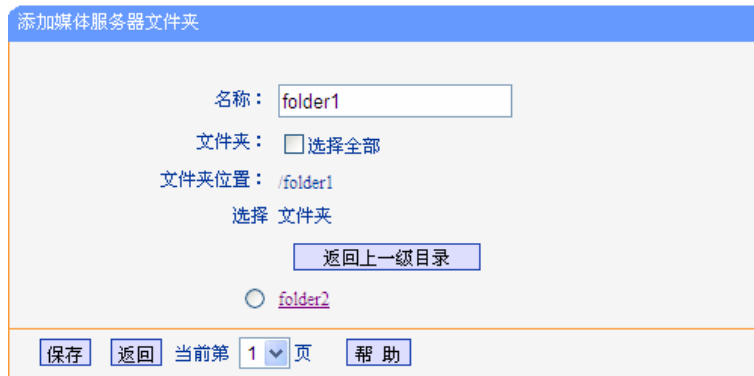 添加媒体服务器文件夹
名称： folder1
文件夹： 选择全部
文件夹位置： /folder1
选择 文件夹
返回上一级目录
folder2
保存 返回 当前第 1 页 帮 助